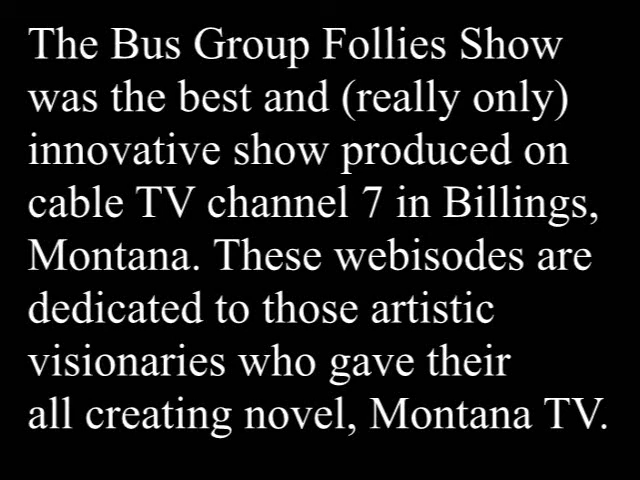 The Bus Group Follies Show
was the best and (really only)
innovative show produced on
cable TV channel 7 in Billings,
Montana. These webisodes are
dedicated to those artistic
visionaries who gave their
all creating novel, Montana TV.